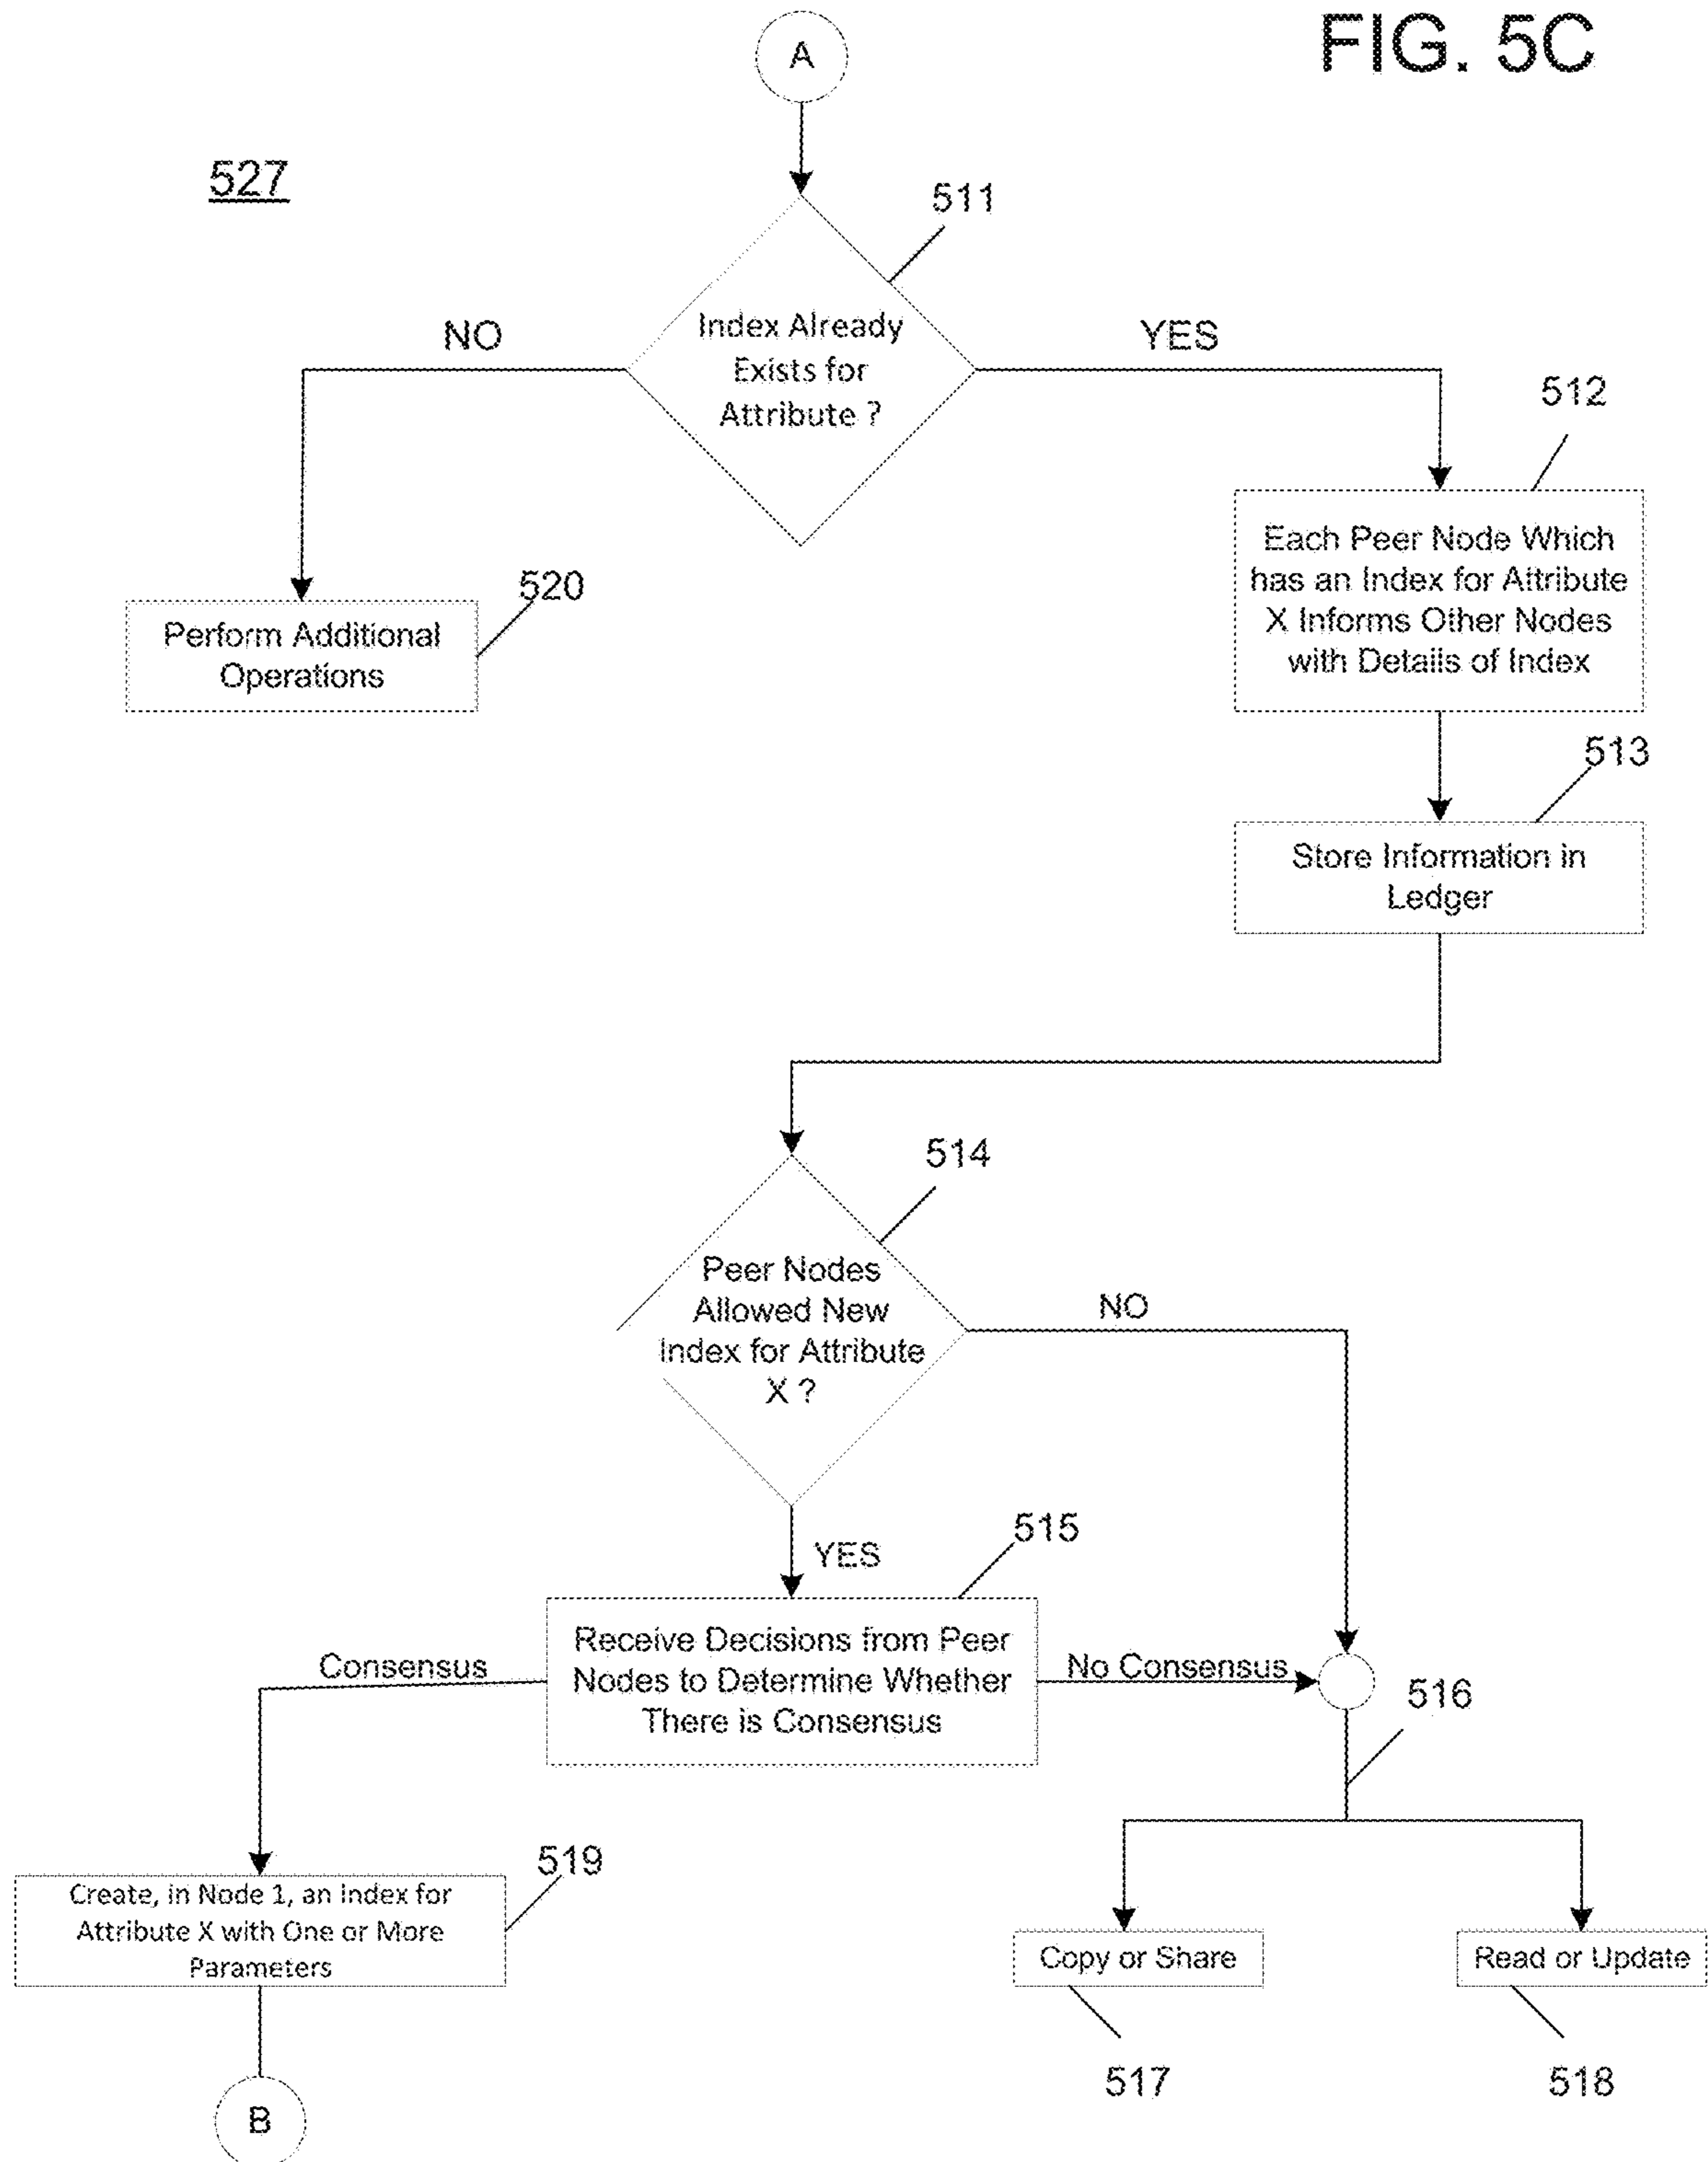 FIG. 5C
A
527
511
Index Already
Exists for
Attribute ?
NO
YES
512
Each Peer Node Which
has an Index for Attribute
X Informs Other Nodes
with Details of Index
520
Perform Additional
Operations
513
Store Information in
Ledger
514
Peer Nodes
Allowed New
Index for Attribute
X ?
NO
YES
515
Receive Decisions from Peer
Nodes to Determine Whether
There is Consensus
Consensus
No Consensus
516
519
Create, in Node 1, an Index for
Attribute X with One or More
Parameters
Copy or Share
Read or Update
517
518
B